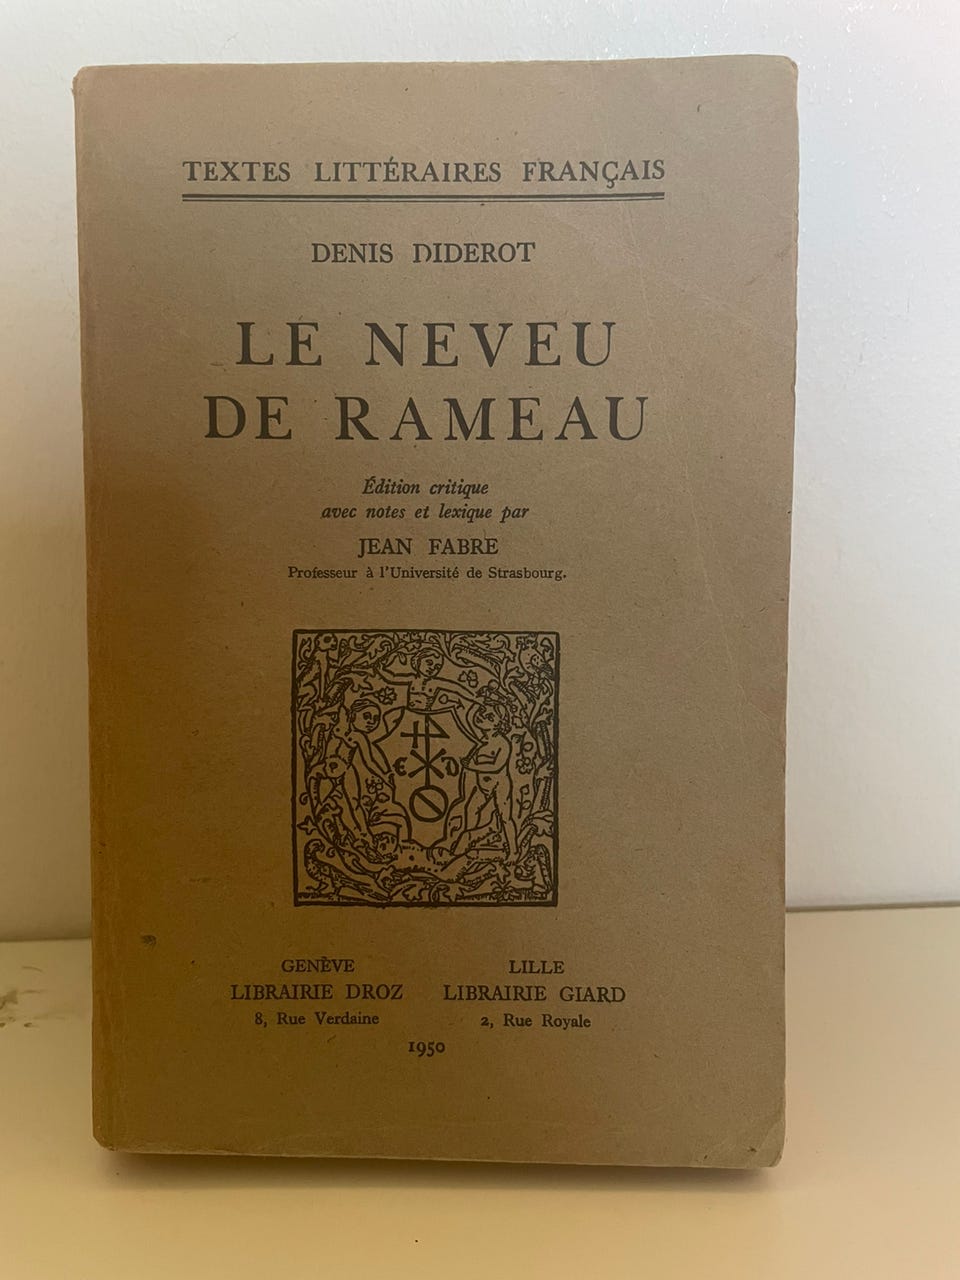 TEXTES LITTÉRAIRES FRANÇAIS
DENIS DIDEROT
LE NEVEU
DE RAMEAU
Édition critique
avec notes et lexique par
JEAN FABRE
Professeur à l'Université de Strasbourg.
E D
GENÈVE
LIBRAIRIE DROZ
8, Rue Verdaine
LILLE
LIBRAIRIE GIARD
2, Rue Royale
1950